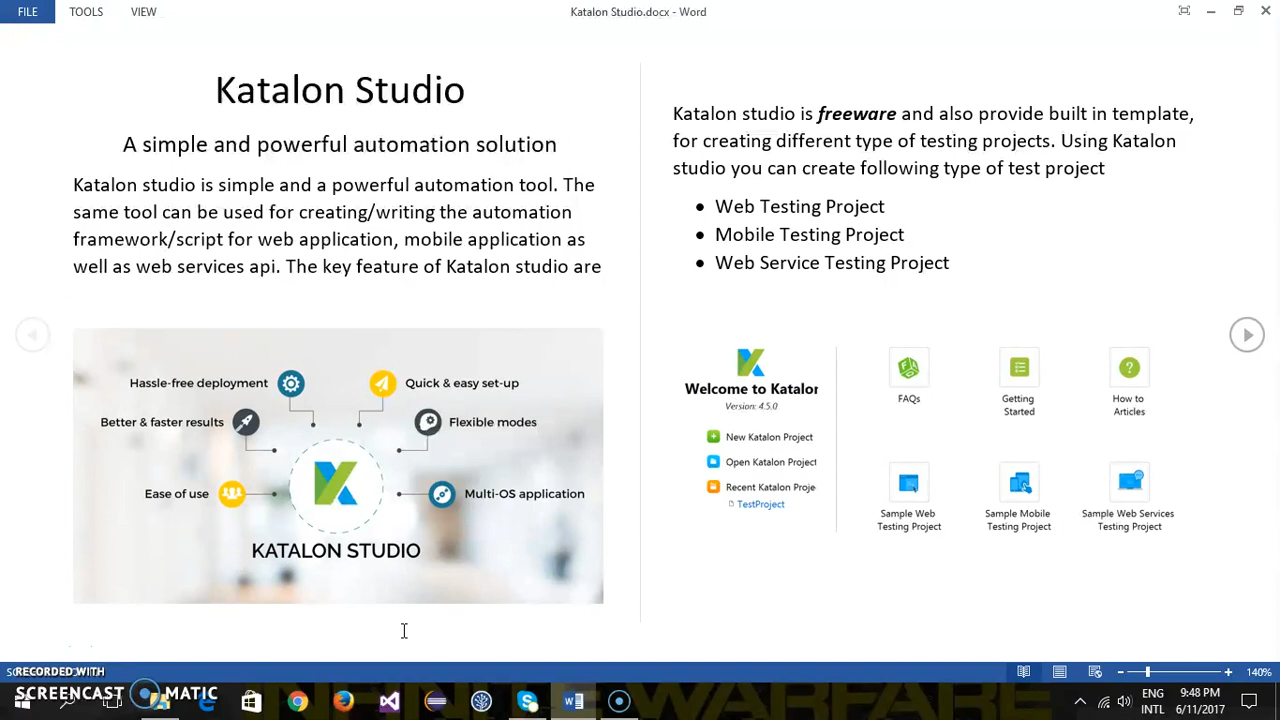 FILE TOOLS VIEW Katalon Studio.docx - Word
Katalon Studio
A simple and powerful automation solution
Katalon studio is simple and a powerful automation tool. The
same tool can be used for creating/writing the automation
framework/script for web application, mobile application as
well as web services api. The key feature of Katalon studio are
Hassle-free deployment
Quick & easy set-up
Better & faster results
Flexible modes
Ease of use
Multi-OS application
KATALON STUDIO
Katalon studio is freeware and also provide built in template,
for creating different type of testing projects. Using Katalon
studio you can create following type of test project
• Web Testing Project
• Mobile Testing Project
• Web Service Testing Project
Welcome to Katalon
Version: 4.5.0
New Katalon Project
Open Katalon Project
Recent Katalon Proje
TestProject
FAQs
Getting
Started
How to
Articles
Sample Web
Testing Project
Sample Mobile
Testing Project
Sample Web Services
Testing Project
140%
RECORDED WITH
SCREENCAST MATIC
ENG
INTL
9:48 PM
6/11/2017